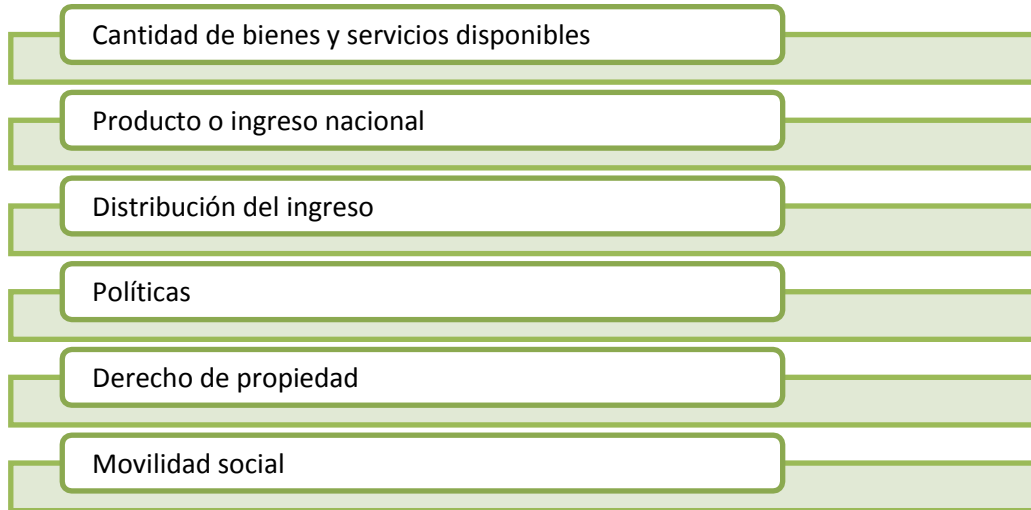 Cantidad de bienes y servicios disponibles
Producto o ingreso nacional
Distribución del ingreso
Políticas
Derecho de propiedad
Movilidad social